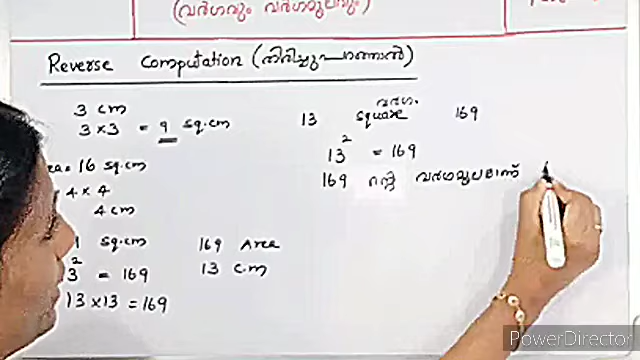 (വർഗവും വർഗമൂലവും)
Reverse Computation (തിരിച്ചുപറഞ്ഞാൽ)
3 cm
3 × 3 = 9 sq.cm
= 16 sq.cm
4 × 4
4 cm
sq.cm
3² = 169
13 × 13 = 169
169 Area
13 C.m
വർഗം
13 square 169
13² = 169
169 ന്റെ വർഗമൂലമാണ്
PowerDirector